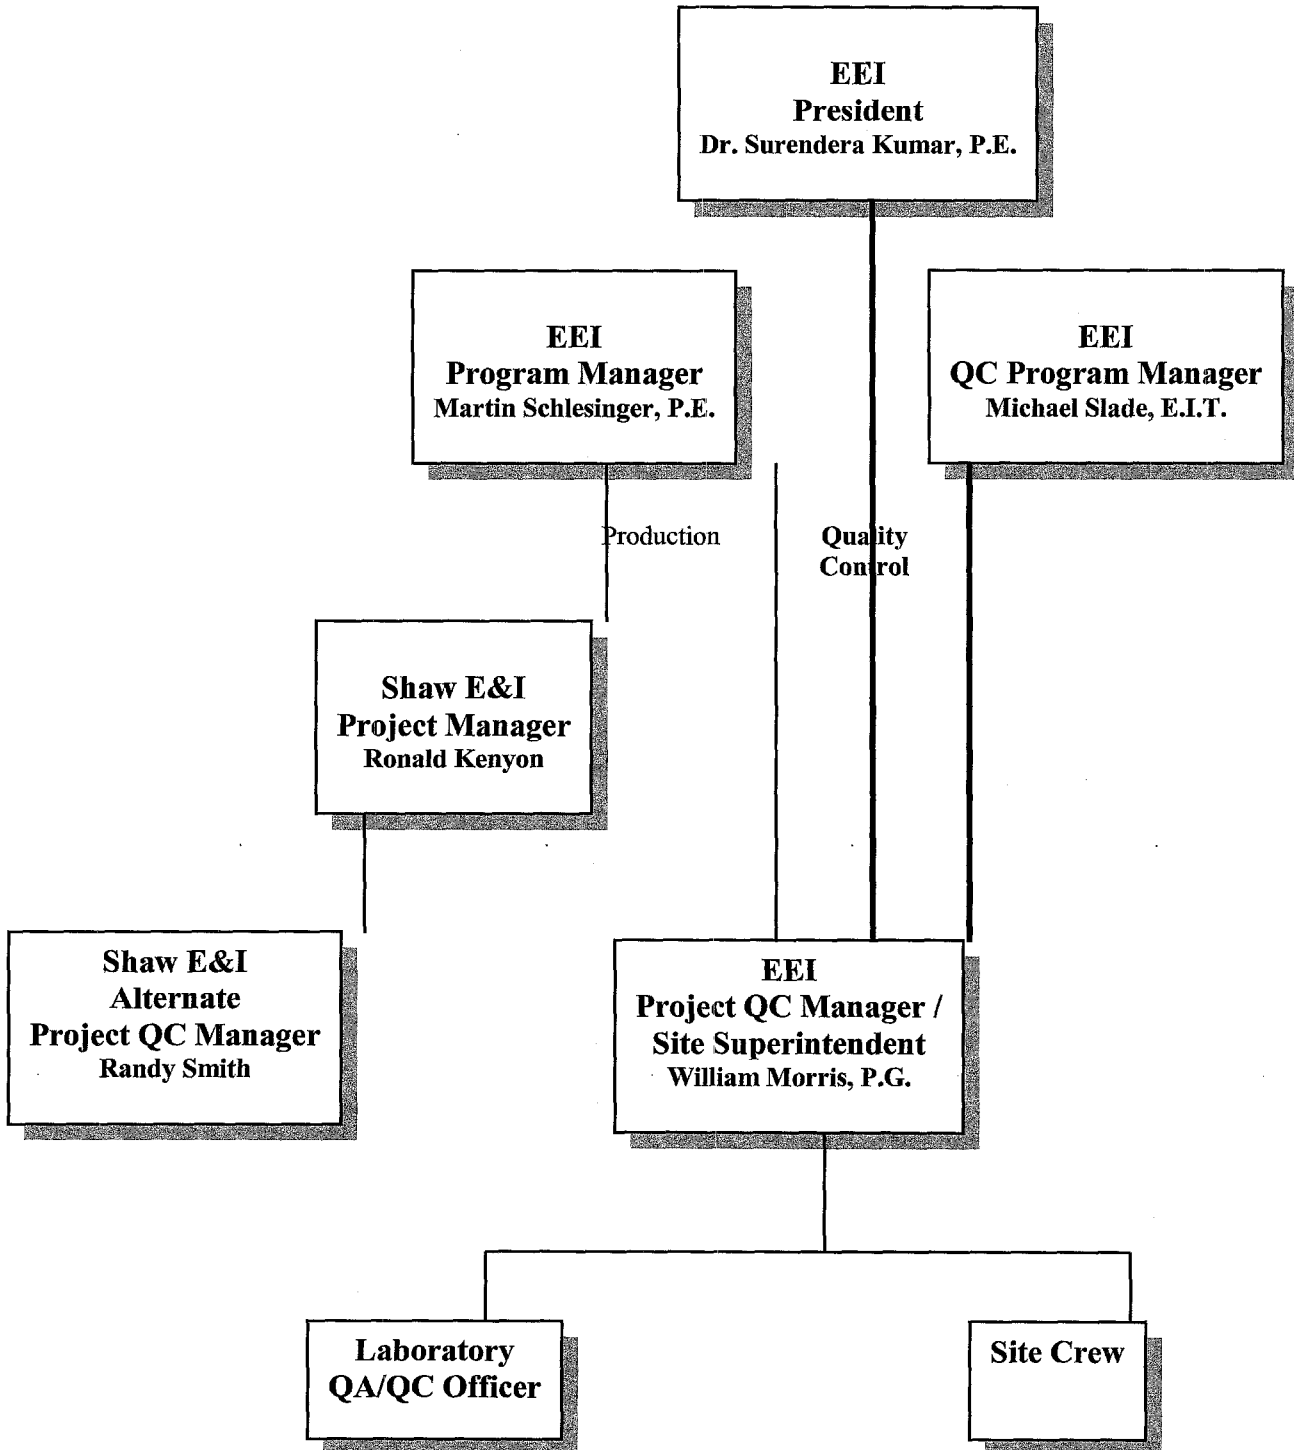 EEI
President
Dr. Surendera Kumar, P.E.
EEI
Program Manager
Martin Schlesinger, P.E.
EEI
QC Program Manager
Michael Slade, E.I.T.
Production
Quality
Control
Shaw E&I
Project Manager
Ronald Kenyon
Shaw E&I
Alternate
Project QC Manager
Randy Smith
EEI
Project QC Manager /
Site Superintendent
William Morris, P.G.
Laboratory
QA/QC Officer
Site Crew